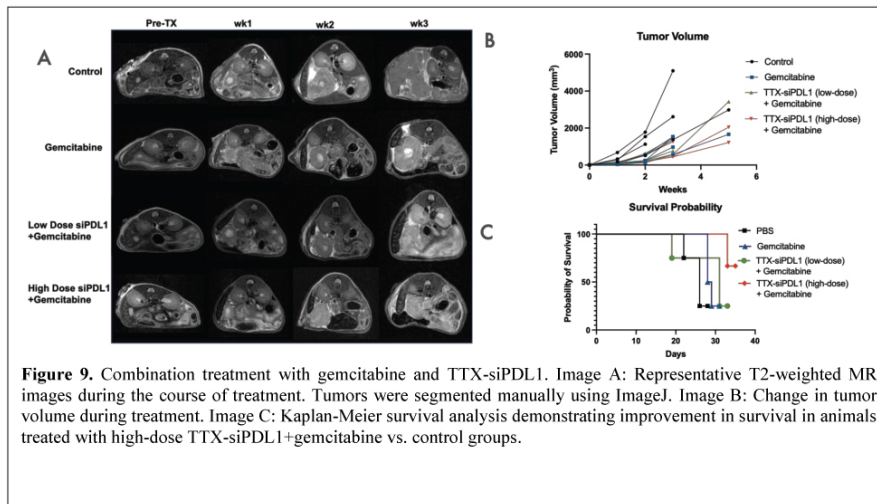 Pre-TX wk1 wk2 wk3
A
Control
Gemcitabine
Low Dose siPDL1
+Gemcitabine
High Dose siPDL1
+Gemcitabine
B
Tumor Volume
Tumor Volume (mm³)
6000
4000
2000
0
0 2 4 6
Weeks
Control
Gemcitabine
TTX-siPDL1 (low-dose)
+ Gemcitabine
TTX-siPDL1 (high-dose)
+ Gemcitabine
C
Survival Probability
Probability of Survival
100
50
0
0 10 20 30 40
Days
PBS
Gemcitabine
TTX-siPDL1 (low-dose)
+ Gemcitabine
TTX-siPDL1 (high-dose)
+ Gemcitabine
Figure 9. Combination treatment with gemcitabine and TTX-siPDL1. Image A: Representative T2-weighted MR
images during the course of treatment. Tumors were segmented manually using ImageJ. Image B: Change in tumor
volume during treatment. Image C: Kaplan-Meier survival analysis demonstrating improvement in survival in animals
treated with high-dose TTX-siPDL1+gemcitabine vs. control groups.